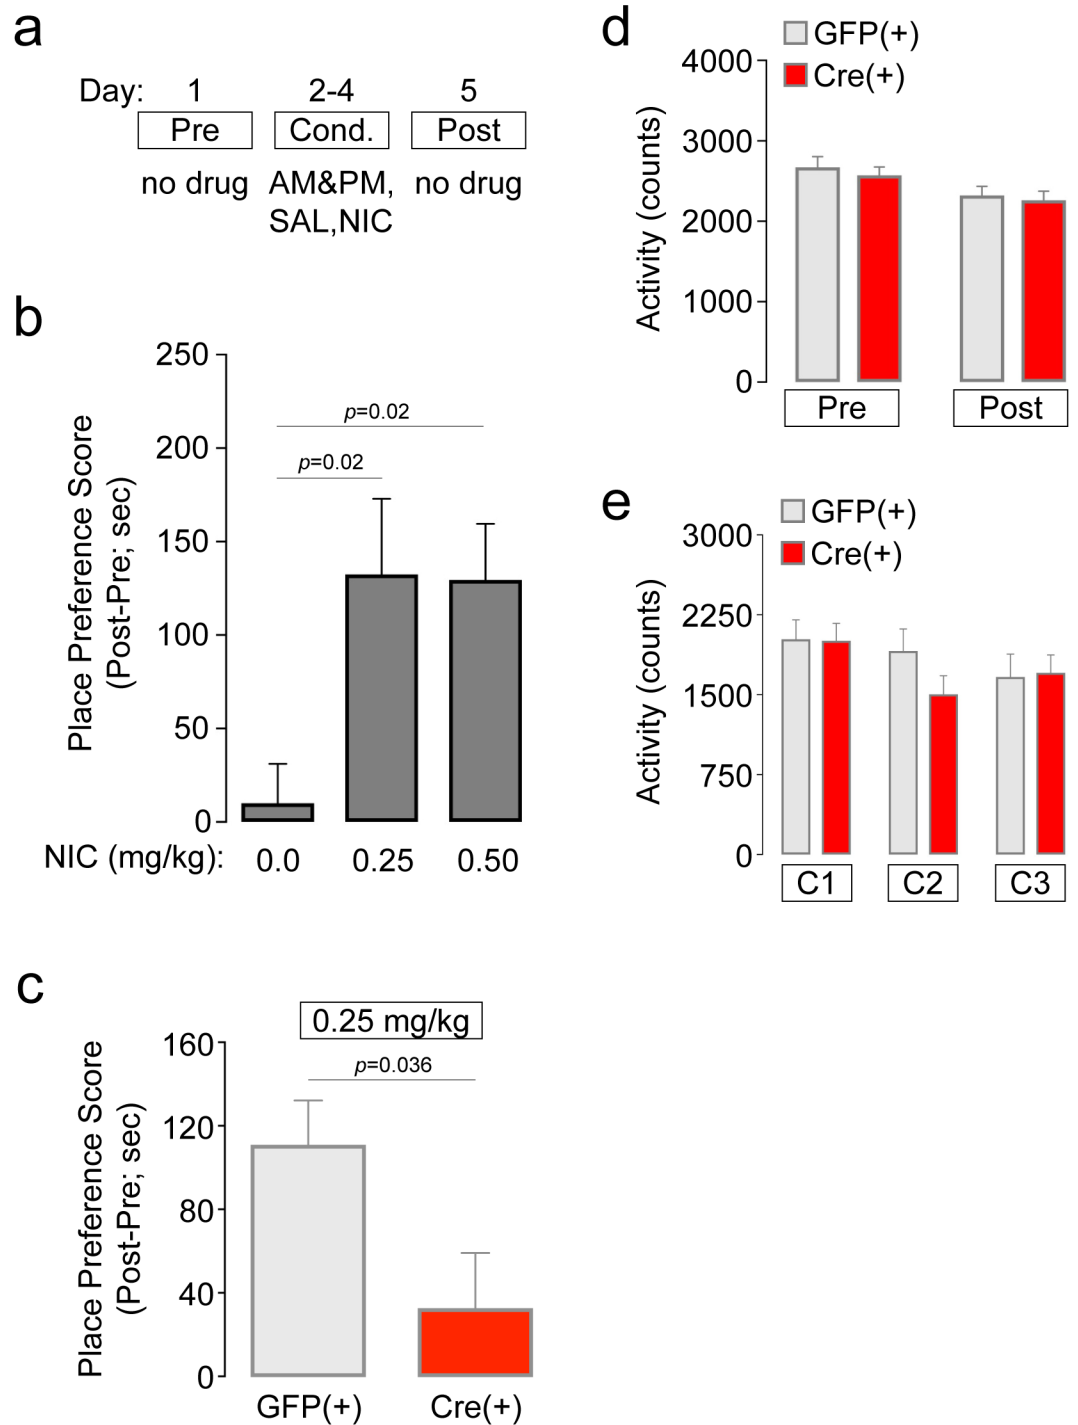 a
Day: 1 2-4 5
Pre Cond. Post
no drug AM&PM, no drug
SAL,NIC
b
Place Preference Score
(Post-Pre; sec)
250
200
150
100
50
0
p=0.02
p=0.02
NIC (mg/kg): 0.0 0.25 0.50
c
0.25 mg/kg
Place Preference Score
(Post-Pre; sec)
160
120
80
40
0
p=0.036
GFP(+) Cre(+)
d
GFP(+)
Cre(+)
Activity (counts)
4000
3000
2000
1000
0
Pre Post
e
GFP(+)
Cre(+)
Activity (counts)
3000
2250
1500
750
0
C1 C2 C3